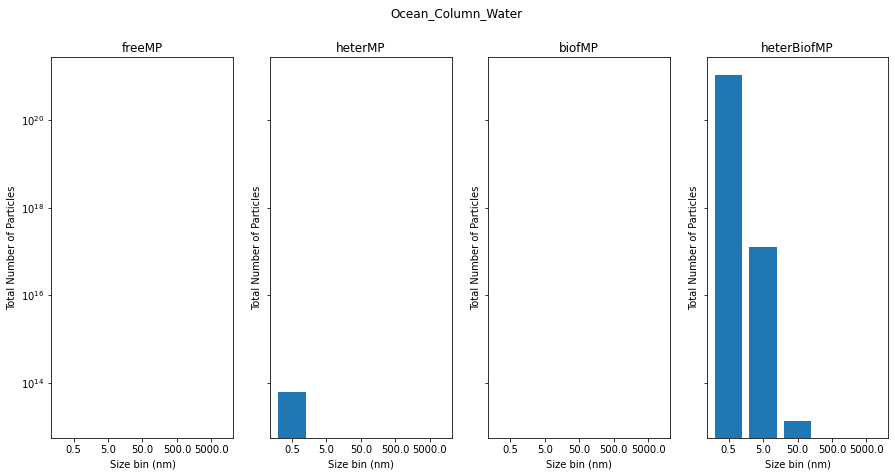 Ocean_Column_Water
freeMP
heterMP
biofMP
heterBiofMP
Total Number of Particles
10^20
10^18
10^16
10^14
0.5 5.0 50.0 500.0 5000.0
Size bin (nm)
Total Number of Particles
0.5 5.0 50.0 500.0 5000.0
Size bin (nm)
Total Number of Particles
0.5 5.0 50.0 500.0 5000.0
Size bin (nm)
Total Number of Particles
0.5 5.0 50.0 500.0 5000.0
Size bin (nm)